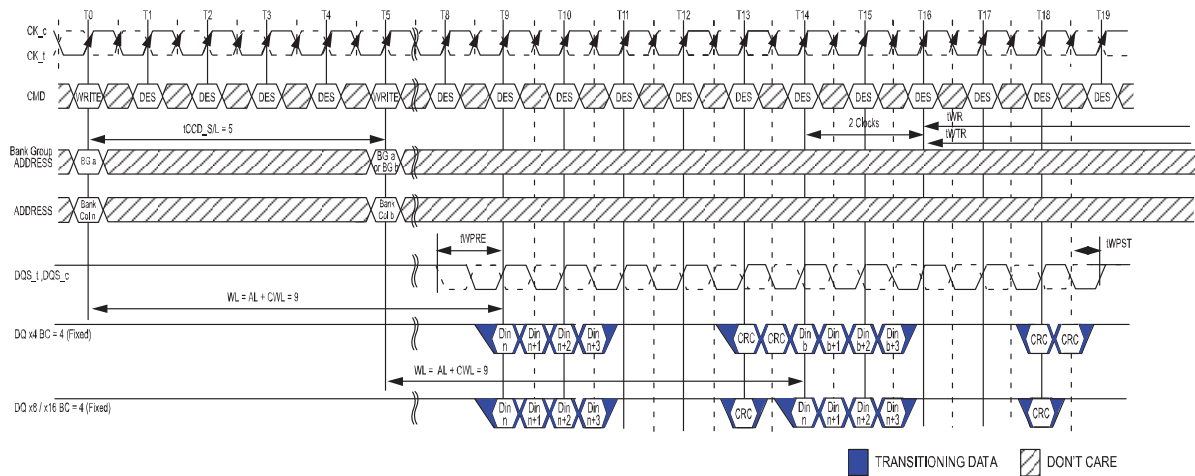 T0 T1 T2 T3 T4 T5 T8 T9 T10 T11 T12 T13 T14 T15 T16 T17 T18 T19
CK_c
CK_t
CMD WRITE DES DES DES DES WRITE DES DES DES DES DES DES DES DES DES DES DES DES
tCCD_S/L = 5
2 Clocks
tWR
tWTR
Bank Group
ADDRESS
BG a
BG a
or BG b
ADDRESS
Bank
Col n
Bank
Col b
tWPRE
tWPST
DQS_t ,DQS_c
WL = AL + CWL = 9
DQ x4 BC = 4 (Fixed)
Din Din Din Din CRC CRC Din Din Din Din CRC CRC
n n+1 n+2 n+3 b b+1 b+2 b+3
WL = AL + CWL = 9
DQ x8 / x16 BC = 4 (Fixed)
Din Din Din Din CRC Din Din Din Din CRC
n n+1 n+2 n+3 n n+1 n+2 n+3
TRANSITIONING DATA
DON'T CARE